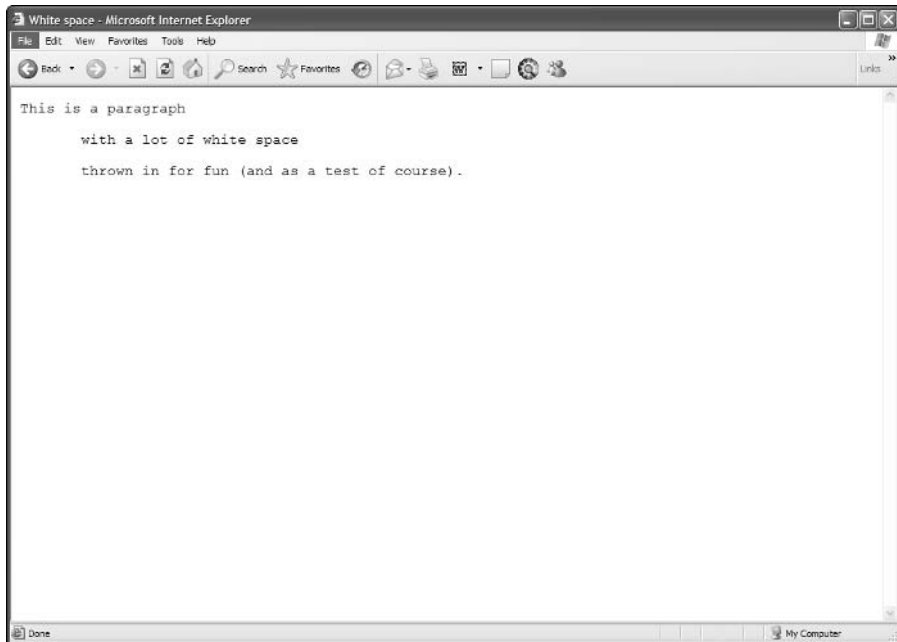 White space - Microsoft Internet Explorer
File Edit View Favorites Tools Help
Back Search Favorites Links
This is a paragraph
with a lot of white space
thrown in for fun (and as a test of course).
Done My Computer